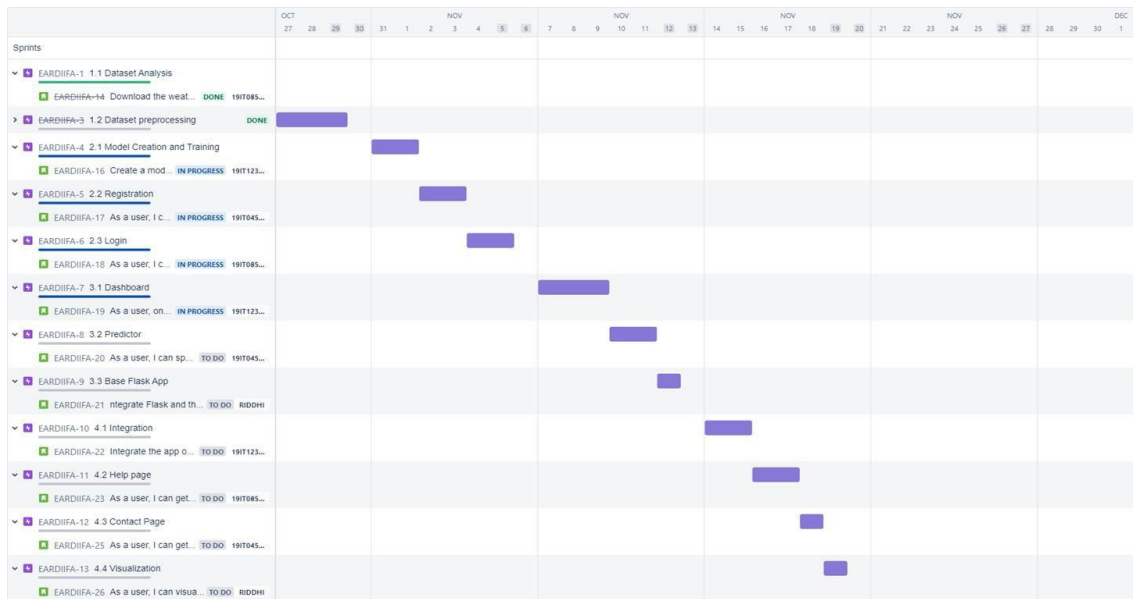 OCT NOV NOV NOV NOV DEC
27 28 29 30 31 1 2 3 4 5 6 7 8 9 10 11 12 13 14 15 16 17 18 19 20 21 22 23 24 25 26 27 28 29 30 1
Sprints
EARDIIFA-1 1.1 Dataset Analysis
EARDIIFA-14 Download the weat... DONE 19IT085...
EARDIIFA-3 1.2 Dataset preprocessing DONE
EARDIIFA-4 2.1 Model Creation and Training
EARDIIFA-16 Create a mod... IN PROGRESS 19IT123...
EARDIIFA-5 2.2 Registration
EARDIIFA-17 As a user, I c... IN PROGRESS 19IT045...
EARDIIFA-6 2.3 Login
EARDIIFA-18 As a user, I c... IN PROGRESS 19IT085...
EARDIIFA-7 3.1 Dashboard
EARDIIFA-19 As a user, on... IN PROGRESS 19IT123...
EARDIIFA-8 3.2 Predictor
EARDIIFA-20 As a user, I can sp... TO DO 19IT045...
EARDIIFA-9 3.3 Base Flask App
EARDIIFA-21 ntegrate Flask and th... TO DO RIDDHI
EARDIIFA-10 4.1 Integration
EARDIIFA-22 Integrate the app o... TO DO 19IT123...
EARDIIFA-11 4.2 Help page
EARDIIFA-23 As a user, I can get... TO DO 19IT085...
EARDIIFA-12 4.3 Contact Page
EARDIIFA-25 As a user, I can get... TO DO 19IT045...
EARDIIFA-13 4.4 Visualization
EARDIIFA-26 As a user, I can visua... TO DO RIDDHI